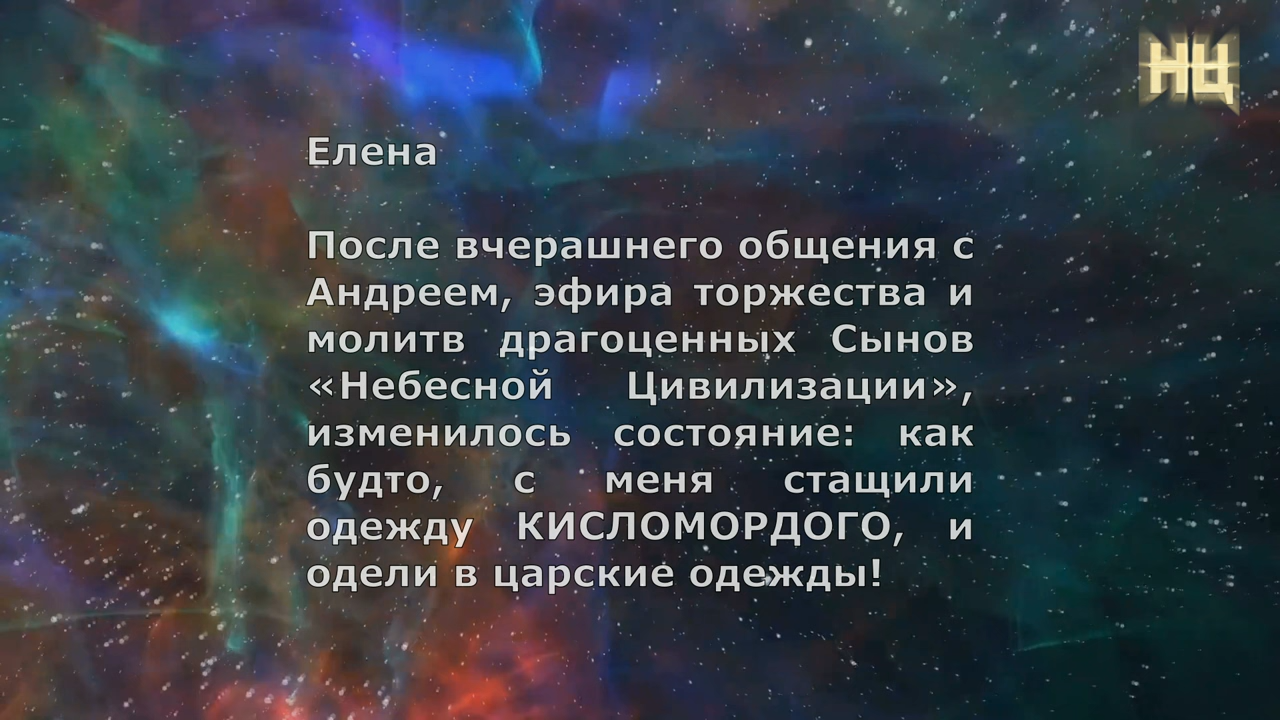 НЦ
Елена
После вчерашнего общения с
Андреем, эфира торжества и
молитв драгоценных Сынов
«Небесной Цивилизации»,
изменилось состояние: как
будто, с меня стащили
одежду КИСЛОМОРДОГО, и
одели в царские одежды!